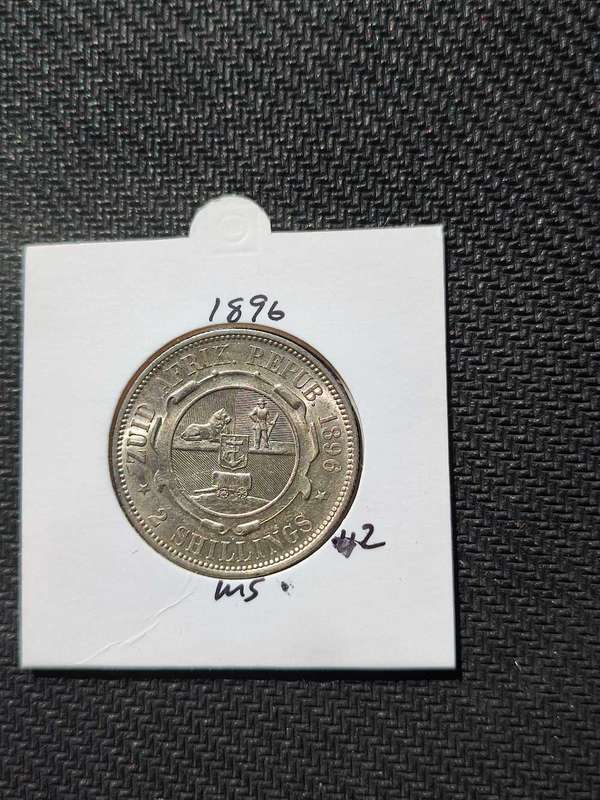 1896
ZUID AFRIK. REPUB. 1896
2 SHILLINGS
MS